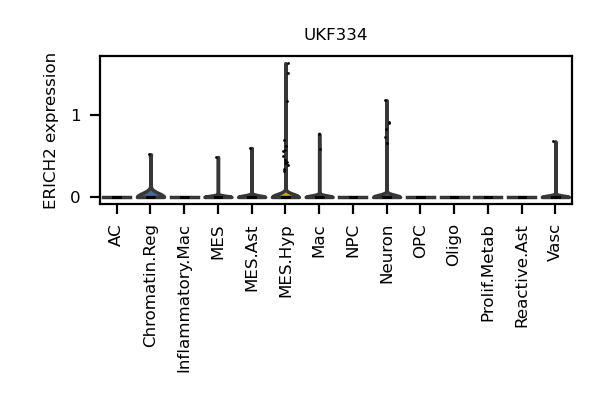 UKF334
ERICH2 expression
1
0
AC
Chromatin.Reg
Inflammatory.Mac
MES
MES.Ast
MES.Hyp
Mac
NPC
Neuron
OPC
Oligo
Prolif.Metab
Reactive.Ast
Vasc